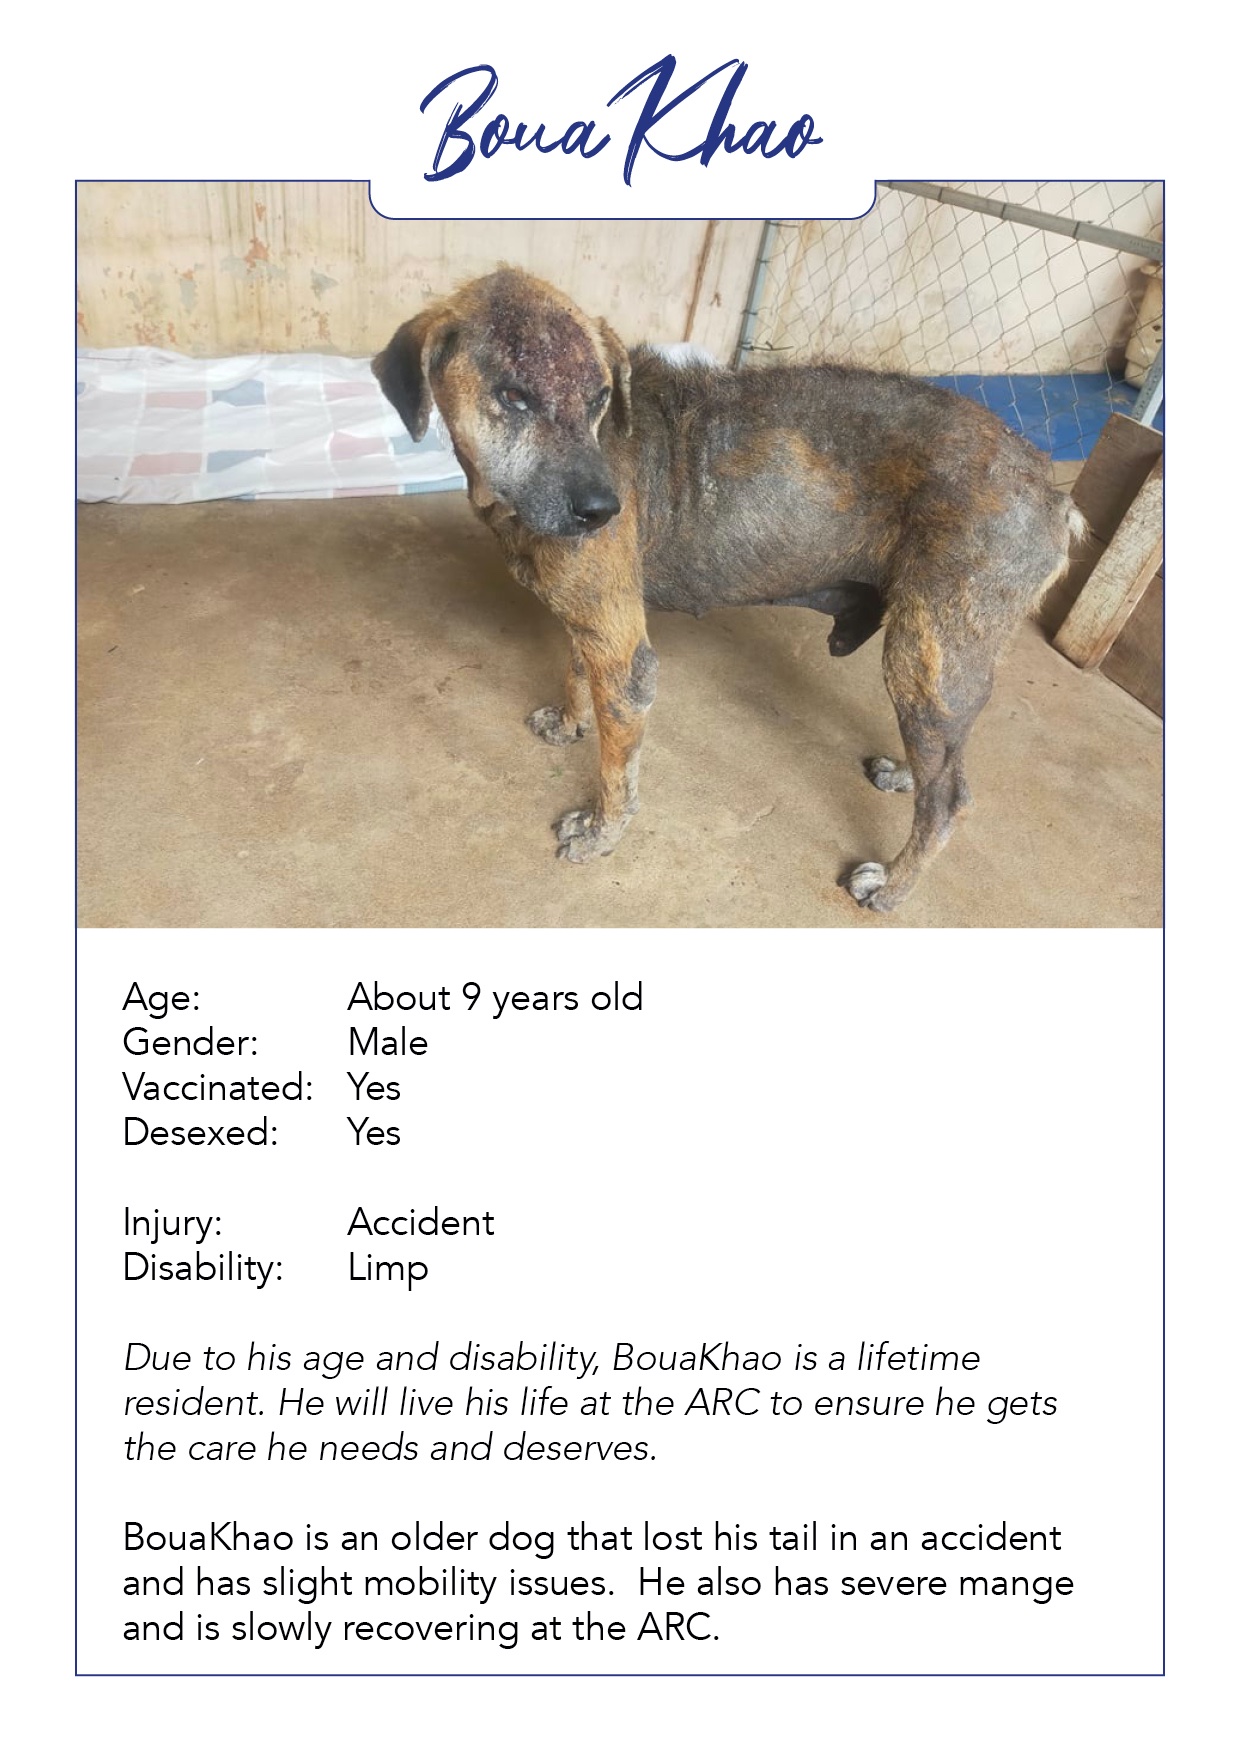 BouaKhao
Age: About 9 years old
Gender: Male
Vaccinated: Yes
Desexed: Yes
Injury: Accident
Disability: Limp
Due to his age and disability, BouaKhao is a lifetime
resident. He will live his life at the ARC to ensure he gets
the care he needs and deserves.
BouaKhao is an older dog that lost his tail in an accident
and has slight mobility issues.  He also has severe mange
and is slowly recovering at the ARC.